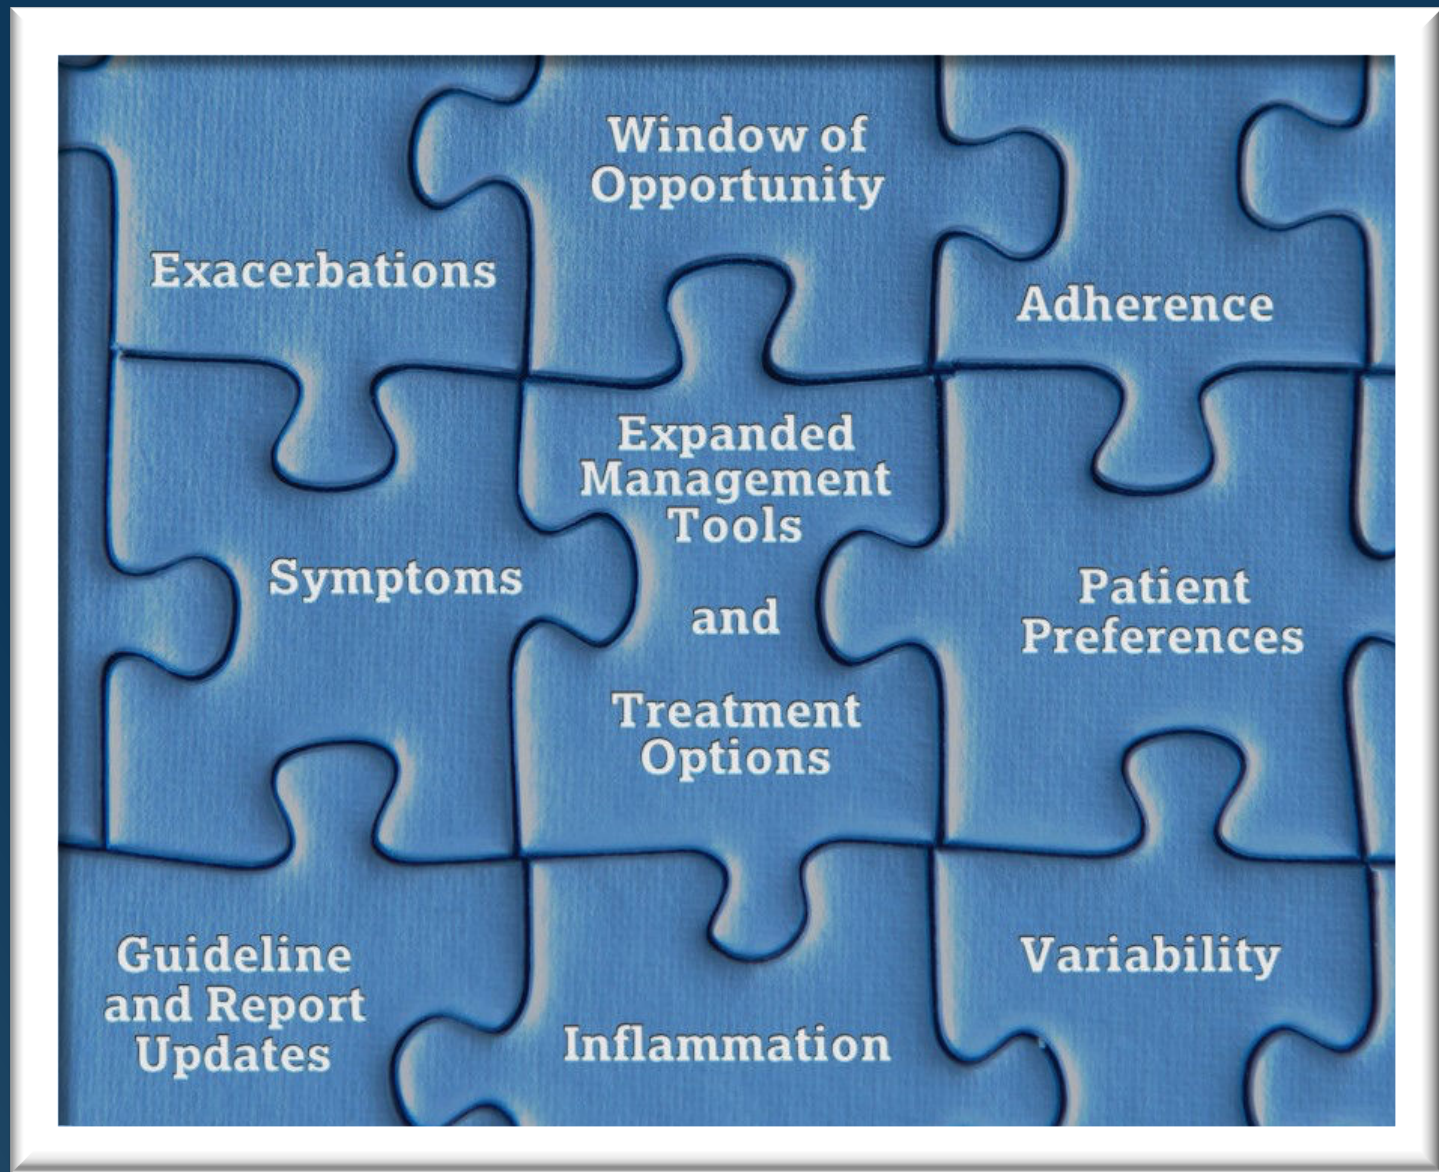 Window of
Opportunity
Exacerbations
Adherence
Expanded
Management
Tools
and
Treatment
Options
Symptoms
Patient
Preferences
Guideline
and Report
Updates
Inflammation
Variability